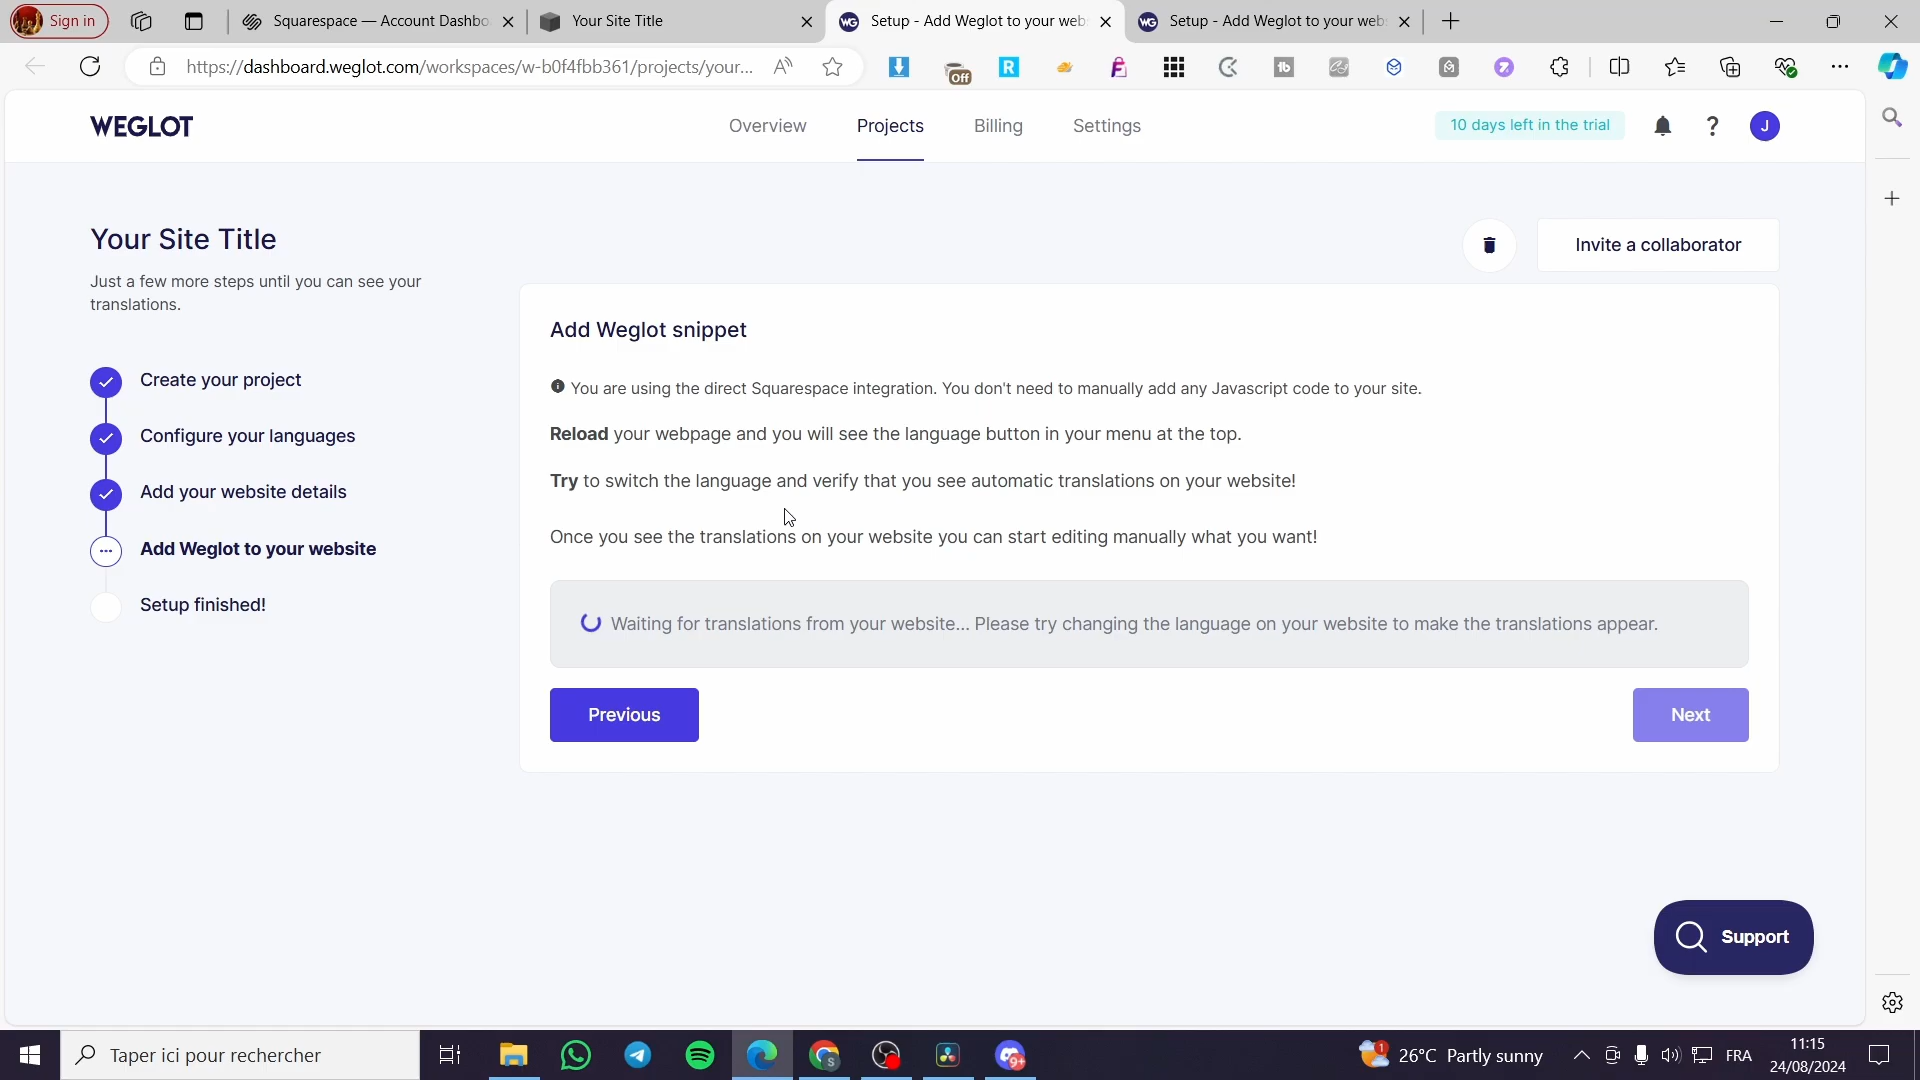 Sign in
Squarespace — Account Dashbo
Your Site Title
Setup - Add Weglot to your web
Setup - Add Weglot to your web
https://dashboard.weglot.com/workspaces/w-b0f4fbb361/projects/your...
Off
WEGLOT
Overview
Projects
Billing
Settings
10 days left in the trial
?
J
Your Site Title
Just a few more steps until you can see your
translations.
Invite a collaborator
Create your project
Configure your languages
Add your website details
Add Weglot to your website
Setup finished!
Add Weglot snippet
You are using the direct Squarespace integration. You don't need to manually add any Javascript code to your site.
Reload your webpage and you will see the language button in your menu at the top.
Try to switch the language and verify that you see automatic translations on your website!
Once you see the translations on your website you can start editing manually what you want!
Waiting for translations from your website... Please try changing the language on your website to make the translations appear.
Previous
Next
Support
Taper ici pour rechercher
9+
1
26°C Partly sunny
FRA
11:15
24/08/2024